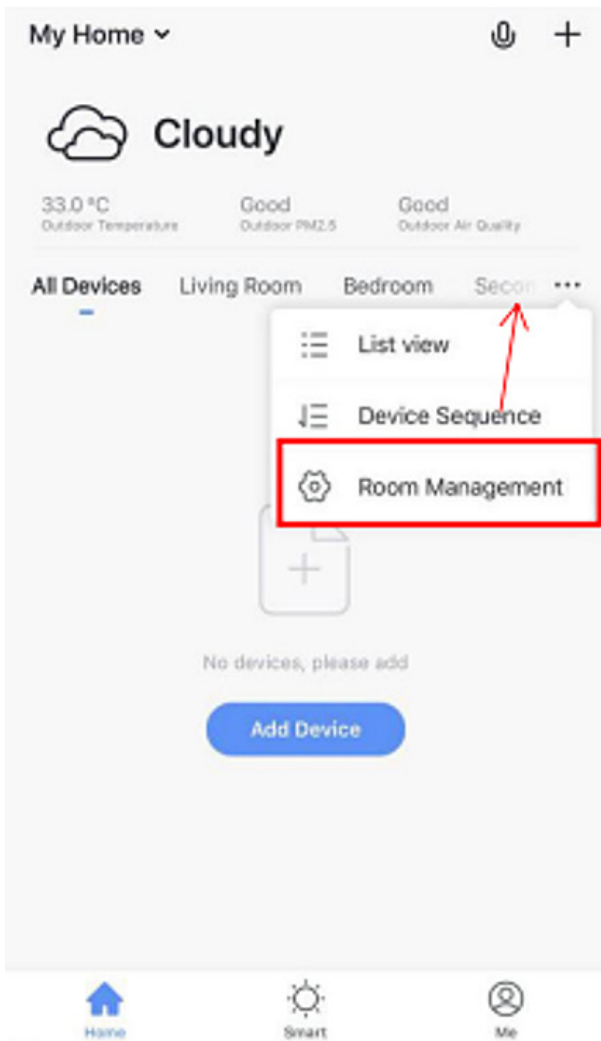 My Home
Cloudy
33.0 °C Good Good
Outdoor Temperature Outdoor PM2.5 Outdoor Air Quality
All Devices Living Room Bedroom Secon ...
List view
Device Sequence
Room Management
No devices, please add
Add Device
Home Smart Me